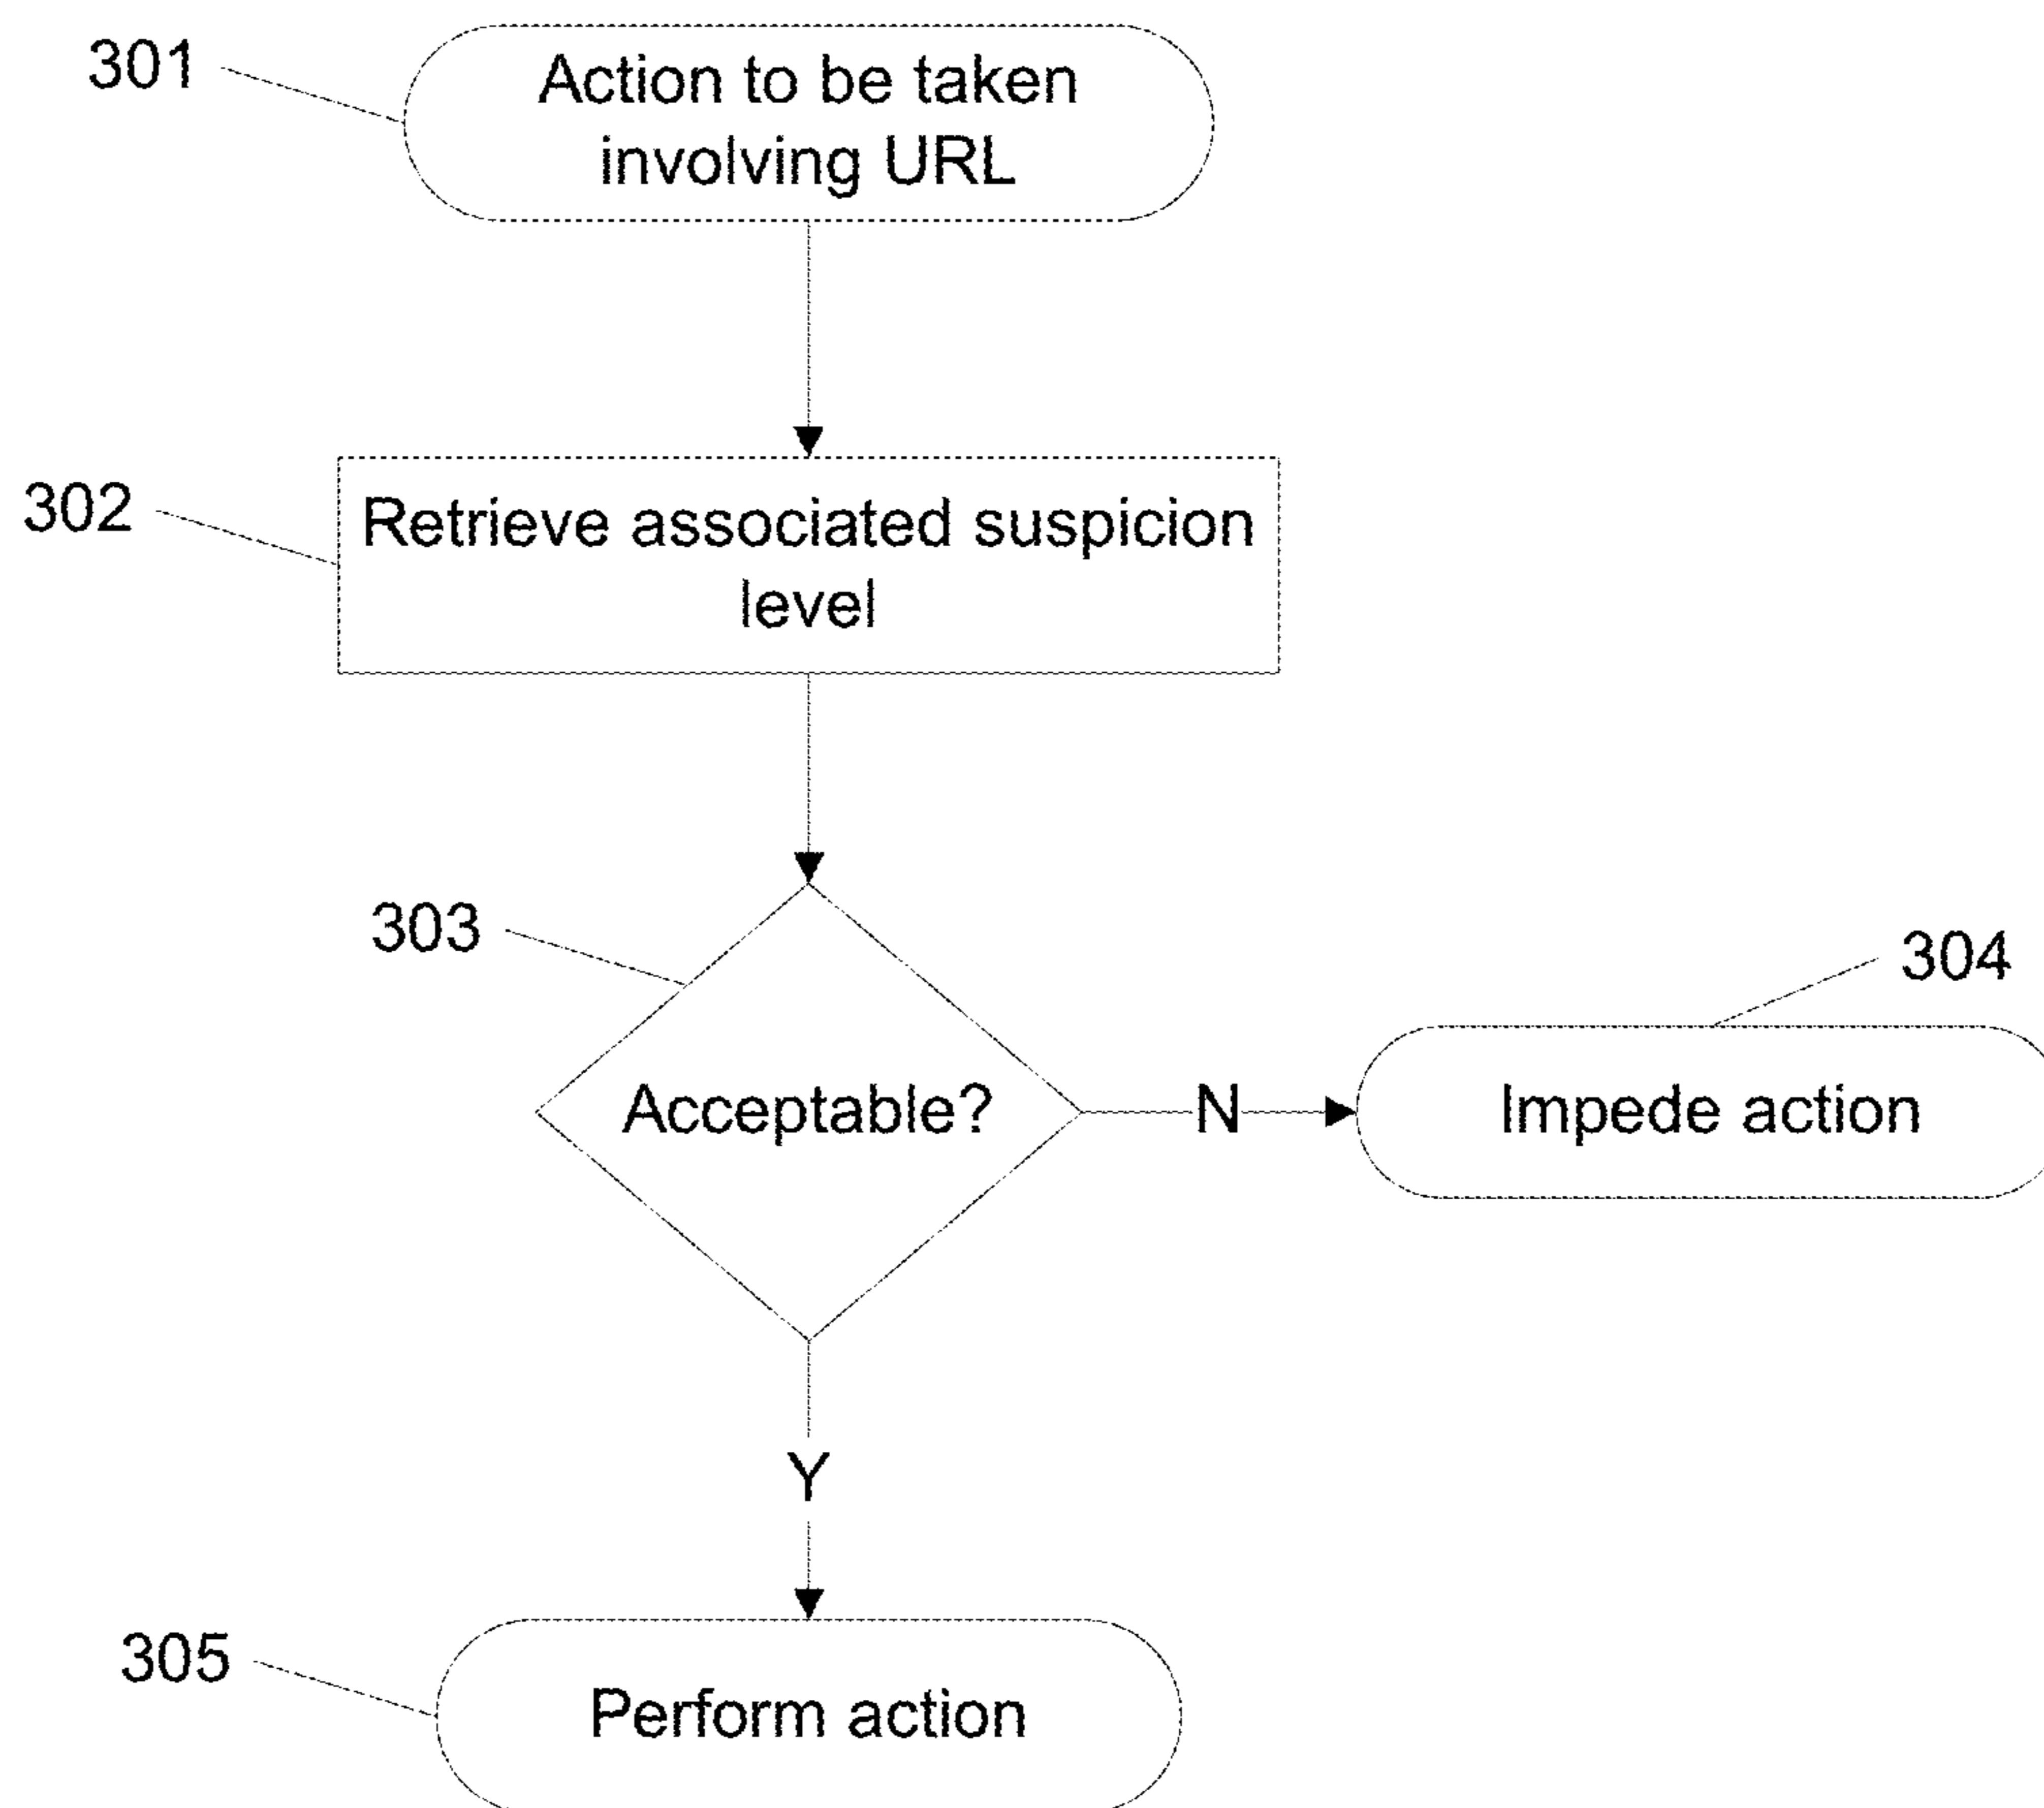 301
Action to be taken
involving URL
302
Retrieve associated suspicion
level
303
Acceptable?
N
304
Impede action
Y
305
Perform action